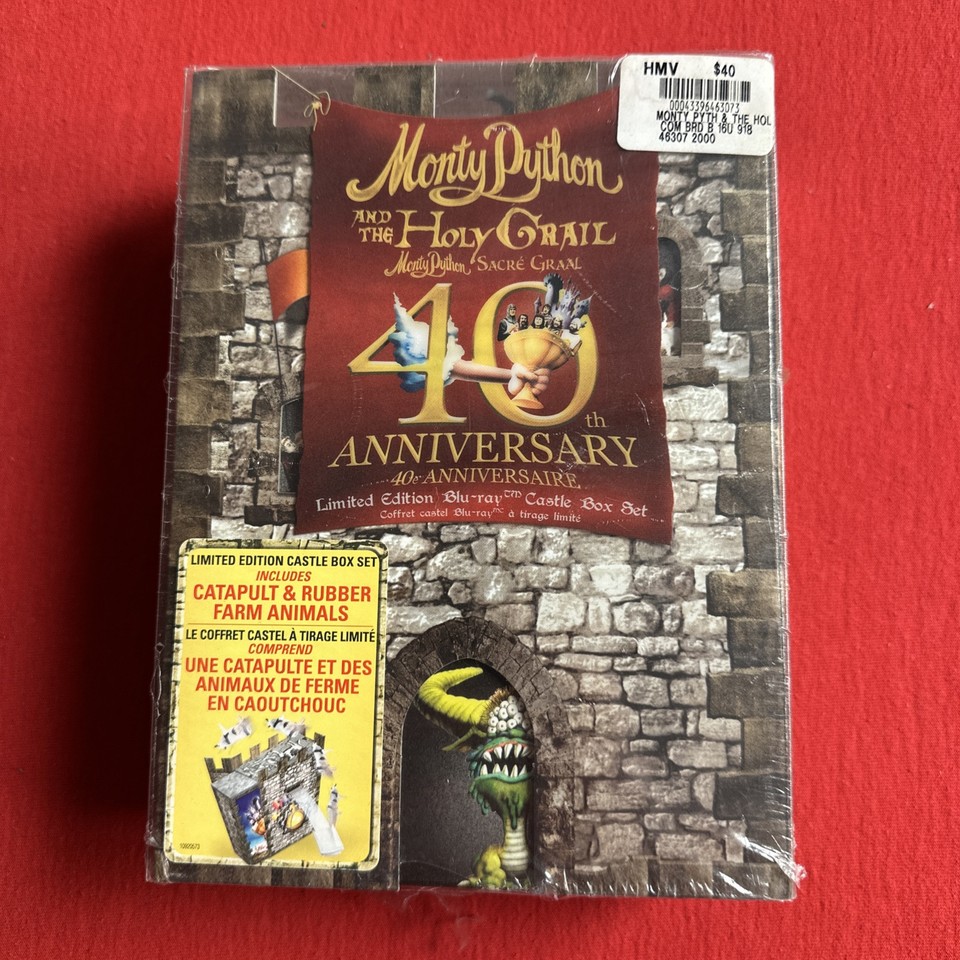 HMV $40
00043396463073
MONTY PYTH & THE HOL
COM BRD B 16U 918
46307 2000
Monty Python
AND THE HOLY GRAIL
Monty Python SACRÉ GRAAL
40th
ANNIVERSARY
40e ANNIVERSAIRE
Limited Edition Blu-ray™ Castle Box Set
Coffret castel Blu-ray mc à tirage limité
LIMITED EDITION CASTLE BOX SET
INCLUDES
CATAPULT & RUBBER
FARM ANIMALS
LE COFFRET CASTEL À TIRAGE LIMITÉ
COMPREND
UNE CATAPULTE ET DES
ANIMAUX DE FERME
EN CAOUTCHOUC